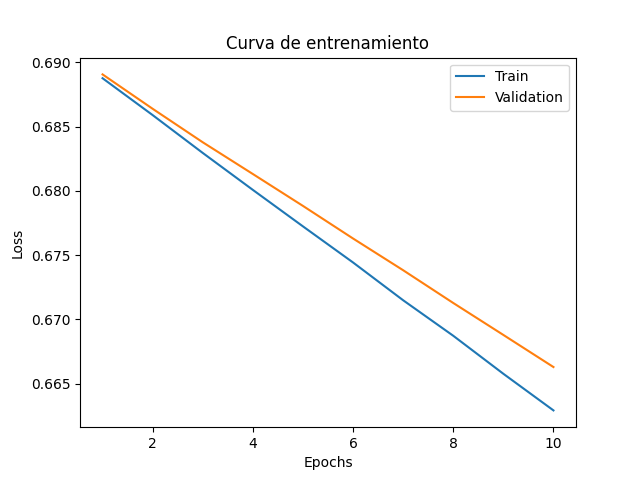 Curva de entrenamiento
Train
Validation
0.690
0.685
0.680
0.675
0.670
0.665
Loss
2 4 6 8 10
Epochs